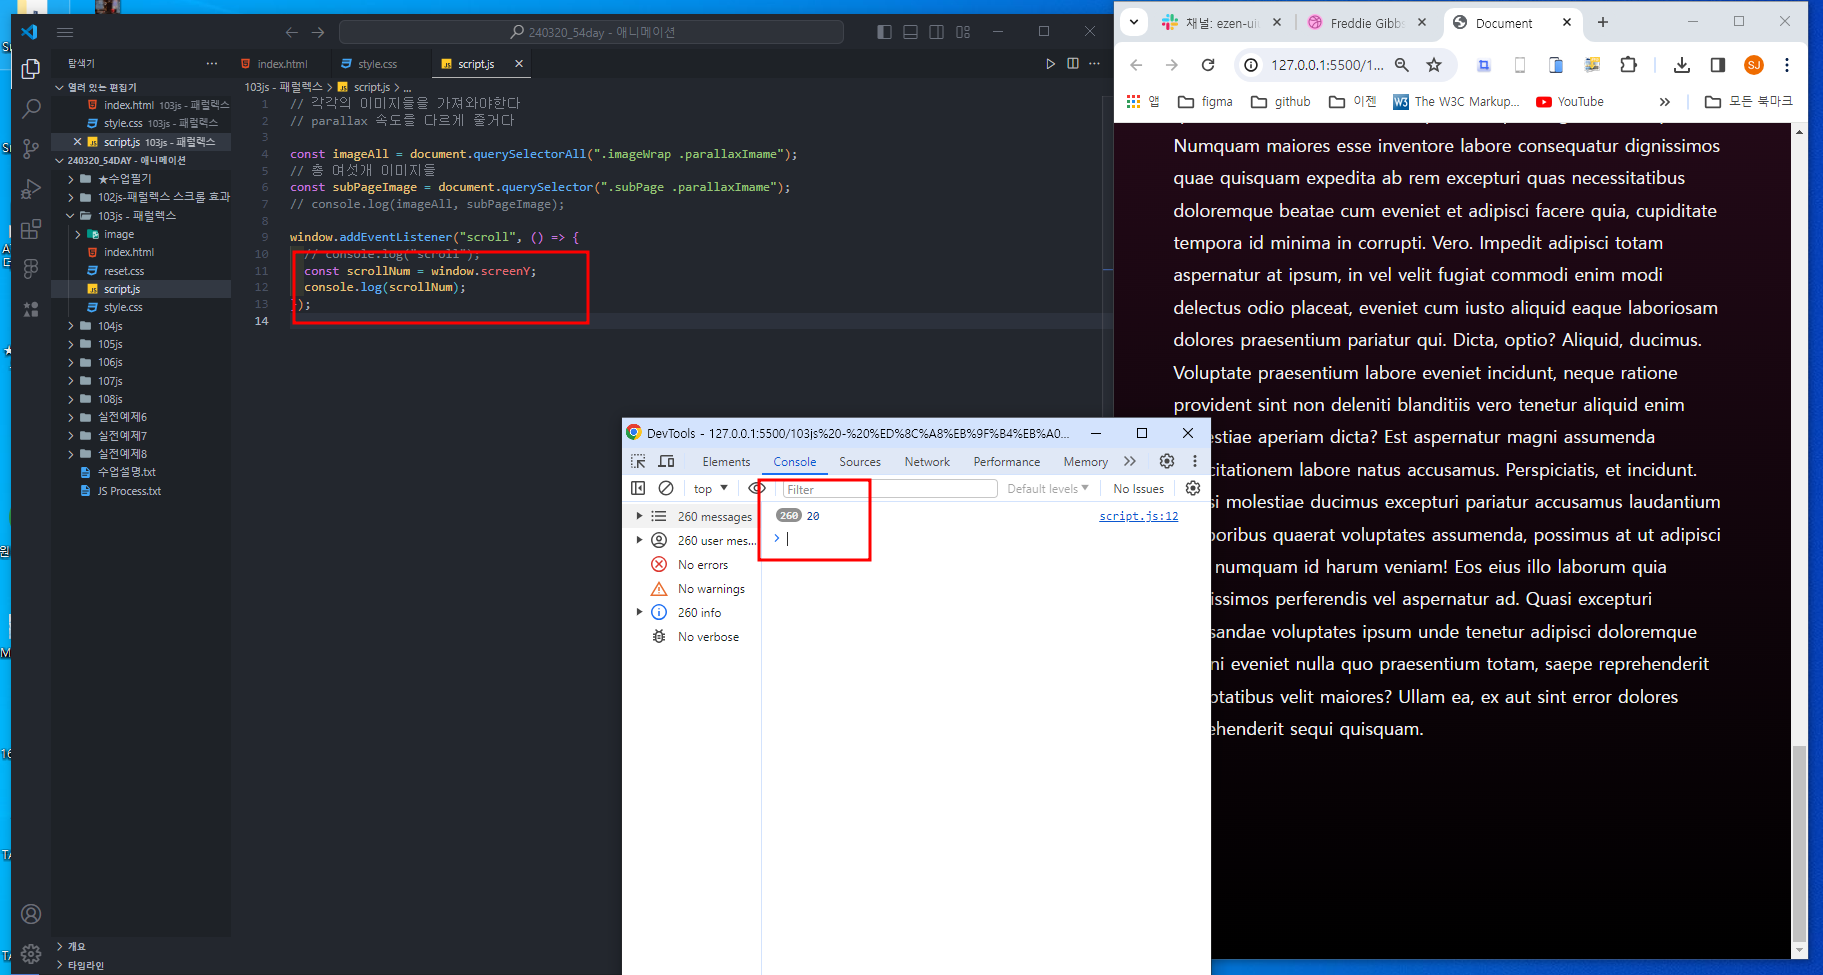 240320_54day - 애니메이션
탐색기
열려 있는 편집기
index.html 103js - 패럴렉스
style.css 103js - 패럴렉스
script.js 103js - 패럴렉스
240320_54DAY - 애니메이션
★수업필기
102js-패럴렉스 스크롤 효과
103js - 패럴렉스
image
index.html
reset.css
script.js
style.css
104js
105js
106js
107js
108js
실전예제6
실전예제7
실전예제8
수업설명.txt
JS Process.txt
개요
타임라인
index.html
style.css
script.js
103js - 패럴렉스 > script.js > ...
1 // 각각의 이미지들을 가져와야한다
2 // parallax 속도를 다르게 줄거다
3
4 const imageAll = document.querySelectorAll(".imageWrap .parallaxImame");
5 // 총 여섯개 이미지들
6 const subPageImage = document.querySelector(".subPage .parallaxImame");
7 // console.log(imageAll, subPageImage);
8
9 window.addEventListener("scroll", () => {
10 // console.log("scroll");
11 const scrollNum = window.screenY;
12 console.log(scrollNum);
13 });
14
DevTools - 127.0.0.1:5500/103js%20-%20%ED%8C%A8%EB%9F%B4%EB%A0...
Elements Console Sources Network Performance Memory
top Filter Default levels No Issues
260 messages
260 user mes...
No errors
No warnings
260 info
No verbose
260 20 script.js:12
채널: ezen-ui
Freddie Gibbs
Document
127.0.0.1:5500/1...
SJ
앱 figma github 이젠 W3 The W3C Markup... YouTube 모든 북마크
Numquam maiores esse inventore labore consequatur dignissimos
quae quisquam expedita ab rem excepturi quas necessitatibus
doloremque beatae cum eveniet et adipisci facere quia, cupiditate
tempora id minima in corrupti. Vero. Impedit adipisci totam
aspernatur at ipsum, in vel velit fugiat commodi enim modi
delectus odio placeat, eveniet cum iusto aliquid eaque laboriosam
dolores praesentium pariatur qui. Dicta, optio? Aliquid, ducimus.
Voluptate praesentium labore eveniet incidunt, neque ratione
provident sint non deleniti blanditiis vero tenetur aliquid enim
estiae aperiam dicta? Est aspernatur magni assumenda
citationem labore natus accusamus. Perspiciatis, et incidunt.
si molestiae ducimus excepturi pariatur accusamus laudantium
poribus quaerat voluptates assumenda, possimus at ut adipisci
numquam id harum veniam! Eos eius illo laborum quia
issimos perferendis vel aspernatur ad. Quasi excepturi
sandae voluptates ipsum unde tenetur adipisci doloremque
ni eveniet nulla quo praesentium totam, saepe reprehenderit
ptatibus velit maiores? Ullam ea, ex aut sint error dolores
ehenderit sequi quisquam.